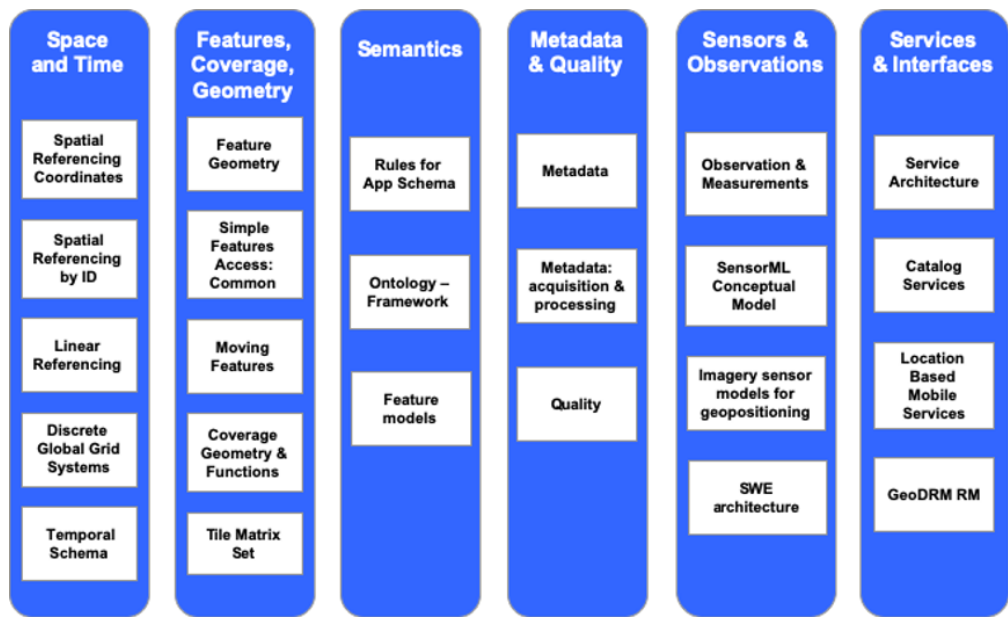 Space
and Time
Spatial
Referencing
Coordinates
Spatial
Referencing
by ID
Linear
Referencing
Discrete
Global Grid
Systems
Temporal
Schema
Features,
Coverage,
Geometry
Feature
Geometry
Simple
Features
Access:
Common
Moving
Features
Coverage
Geometry &
Functions
Tile Matrix
Set
Semantics
Rules for
App Schema
Ontology –
Framework
Feature
models
Metadata
& Quality
Metadata
Metadata:
acquisition &
processing
Quality
Sensors &
Observations
Observation &
Measurements
SensorML
Conceptual
Model
Imagery sensor
models for
geopositioning
SWE
architecture
Services
& Interfaces
Service
Architecture
Catalog
Services
Location
Based
Mobile
Services
GeoDRM RM